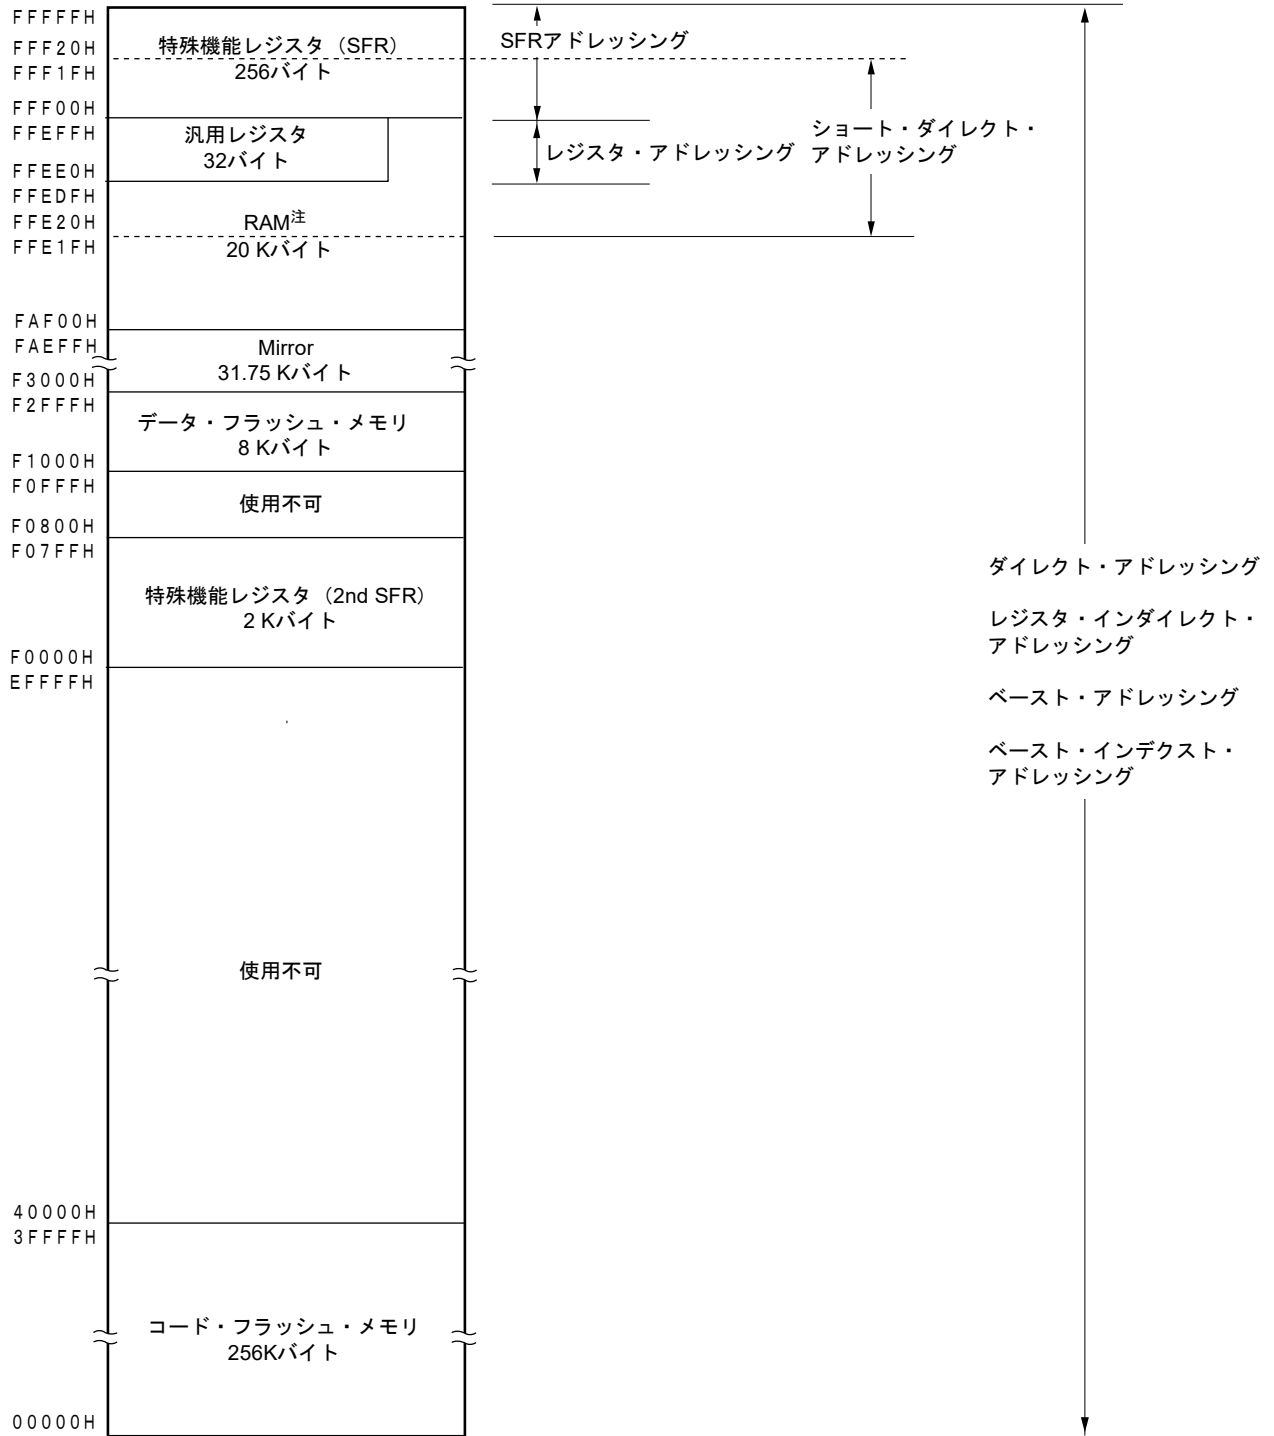 FFFFFH
FFF20H
FFF1FH
FFF00H
FFEFFH
FFEE0H
FFEDFH
FFE20H
FFE1FH
FAF00H
FAEFFH
F3000H
F2FFFH
F1000H
F0FFFH
F0800H
F07FFH
F0000H
EFFFFH
40000H
3FFFFH
00000H
特殊機能レジスタ（SFR）
256バイト
汎用レジスタ
32バイト
RAM注
20 Kバイト
Mirror
31.75 Kバイト
データ・フラッシュ・メモリ
8 Kバイト
使用不可
特殊機能レジスタ（2nd SFR）
2 Kバイト
使用不可
コード・フラッシュ・メモリ
256Kバイト
SFRアドレッシング
レジスタ・アドレッシング
ショート・ダイレクト・
アドレッシング
ダイレクト・アドレッシング
レジスタ・インダイレクト・
アドレッシング
ベースト・アドレッシング
ベースト・インデクスト・
アドレッシング